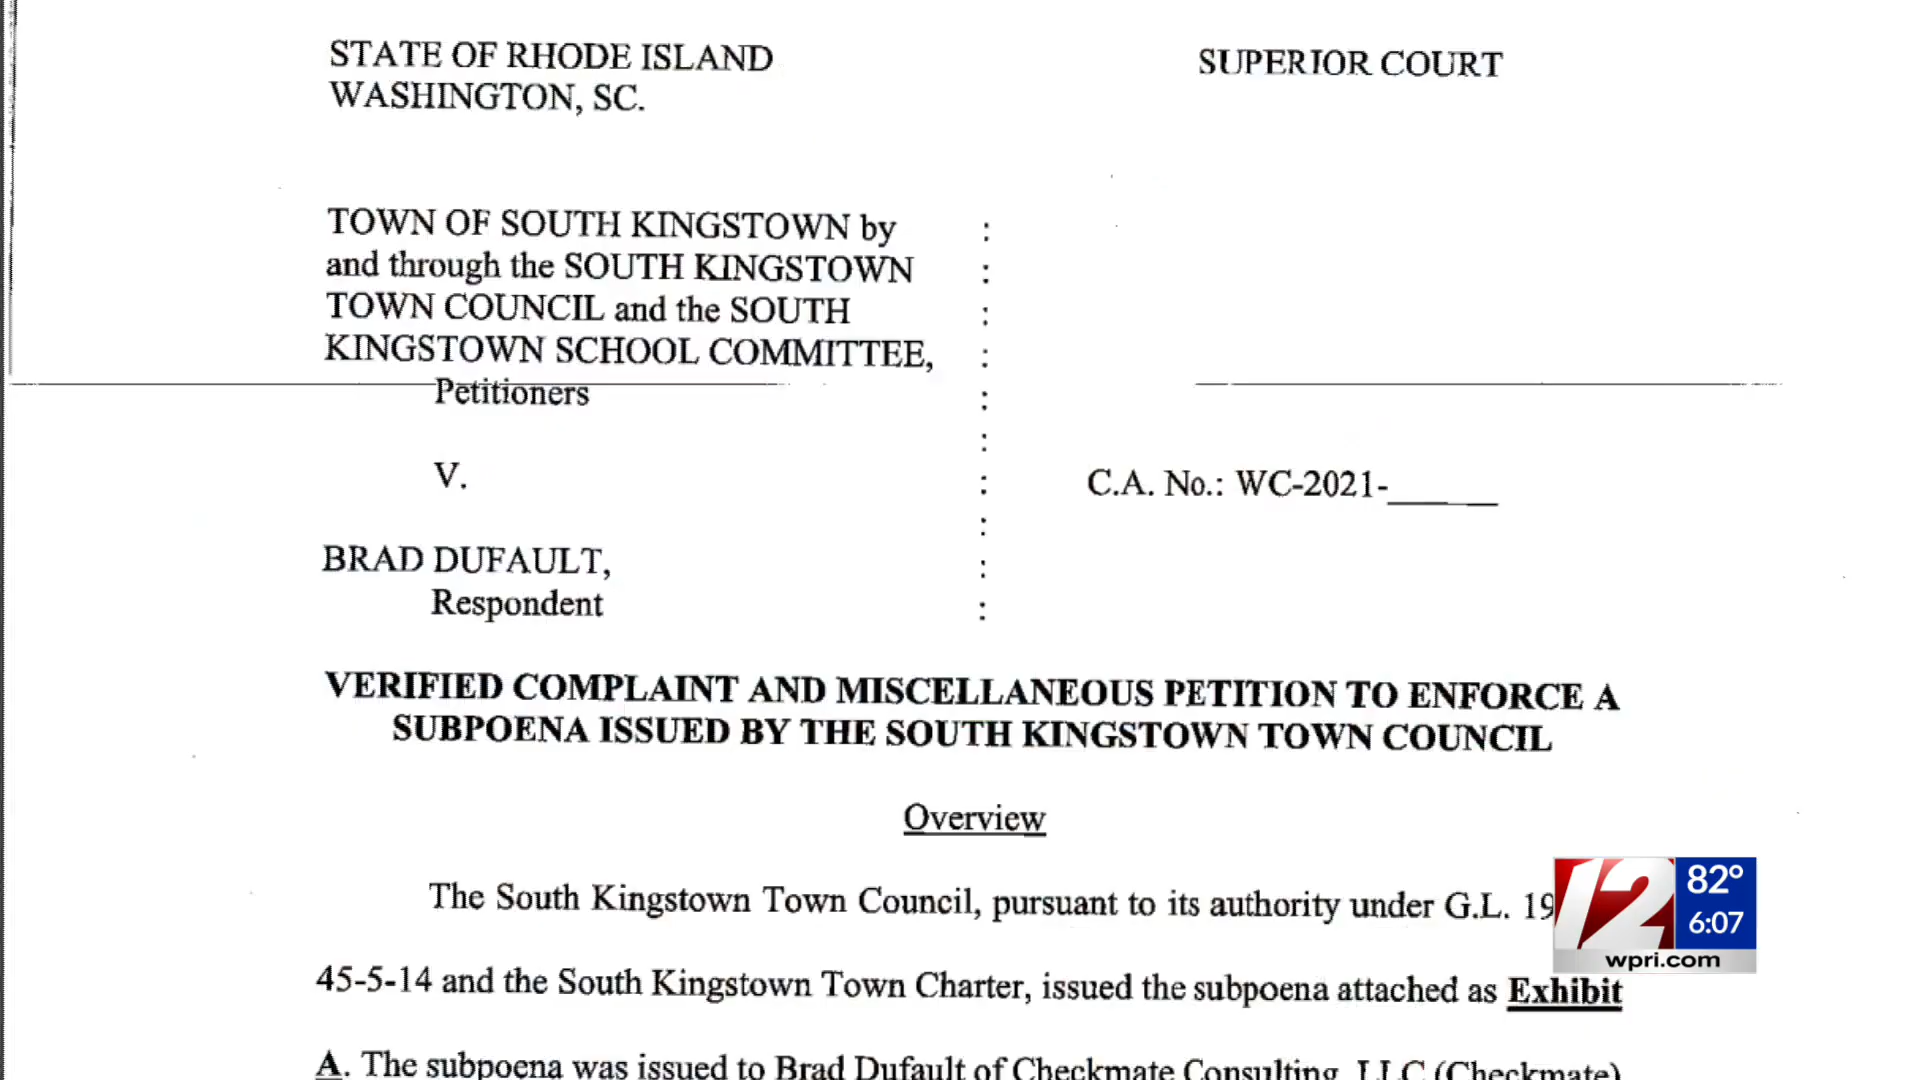 STATE OF RHODE ISLAND
WASHINGTON, SC.
SUPERIOR COURT
TOWN OF SOUTH KINGSTOWN by :
and through the SOUTH KINGSTOWN :
TOWN COUNCIL and the SOUTH :
KINGSTOWN SCHOOL COMMITTEE, :
Petitioners :
:
V. :
C.A. No.: WC-2021-______
:
BRAD DUFAULT, :
Respondent :
VERIFIED COMPLAINT AND MISCELLANEOUS PETITION TO ENFORCE A
SUBPOENA ISSUED BY THE SOUTH KINGSTOWN TOWN COUNCIL
Overview
The South Kingstown Town Council, pursuant to its authority under G.L. 19
45-5-14 and the South Kingstown Town Charter, issued the subpoena attached as Exhibit
A. The subpoena was issued to Brad Dufault of Checkmate Consulting, LLC (Checkmate)
12
82°
6:07
wpri.com